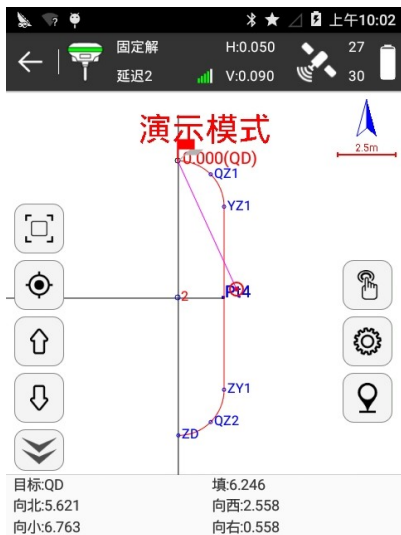 上午10:02
固定解 H:0.050 27
延迟2 V:0.090 30
演示模式
2.5m
0.000(QD)
QZ1
YZ1
Pt4
2
ZY1
QZ2
ZD
目标:QD 填:6.246
向北:5.621 向西:2.558
向小:6.763 向右:0.558